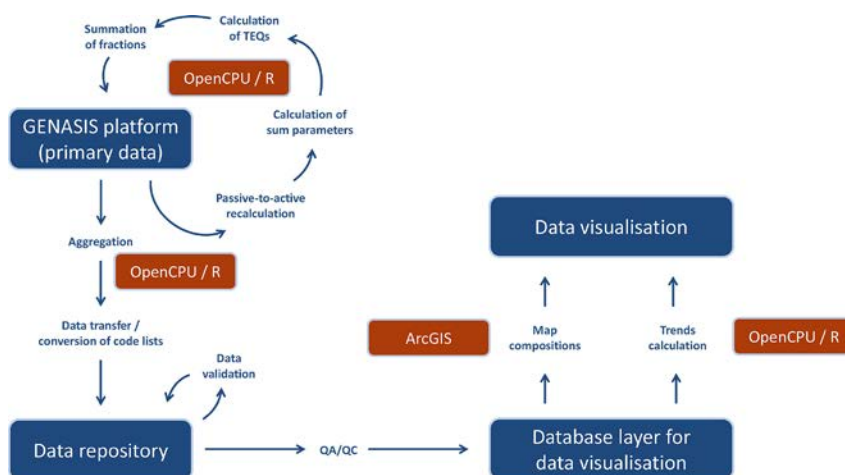 Calculation
of TEQs
Summation
of fractions
OpenCPU / R
GENASIS platform
(primary data)
Calculation of
sum parameters
Passive-to-active
recalculation
Aggregation
OpenCPU / R
Data transfer /
conversion of code lists
Data
validation
Data repository
QA/QC
Data visualisation
ArcGIS
Map
compositions
Trends
calculation
OpenCPU / R
Database layer for
data visualisation